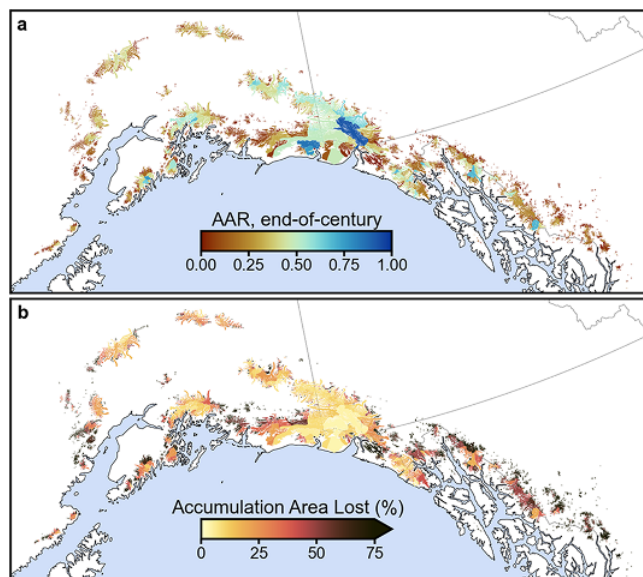 a
AAR, end-of-century
0.00 0.25 0.50 0.75 1.00
b
Accumulation Area Lost (%)
0 25 50 75